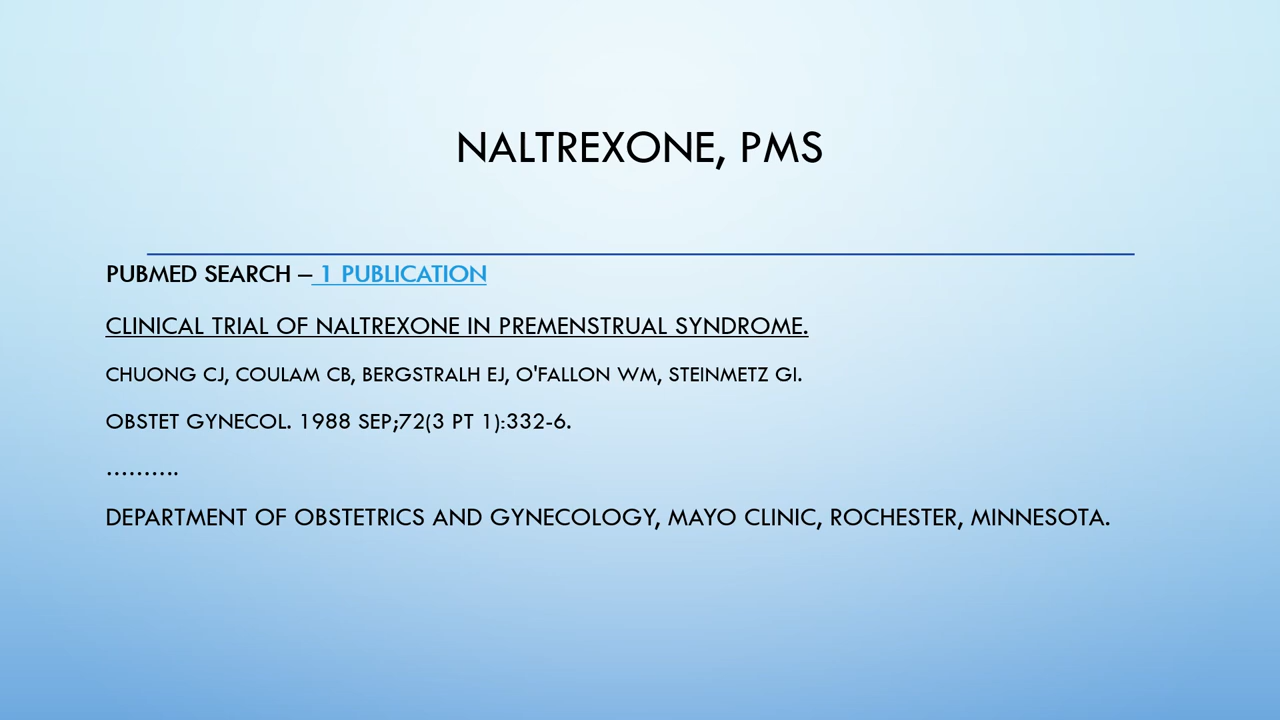 NALTREXONE, PMS
PUBMED SEARCH – 1 PUBLICATION
CLINICAL TRIAL OF NALTREXONE IN PREMENSTRUAL SYNDROME.
CHUONG CJ, COULAM CB, BERGSTRALH EJ, O'FALLON WM, STEINMETZ GI.
OBSTET GYNECOL. 1988 SEP;72(3 PT 1):332-6.
……….
DEPARTMENT OF OBSTETRICS AND GYNECOLOGY, MAYO CLINIC, ROCHESTER, MINNESOTA.